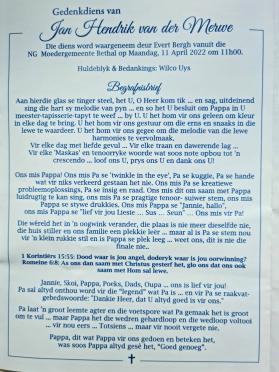 Gedenkdiens van
Jan Hendrik van der Merwe
Die diens word waargeneem deur Evert Bergh vanuit die
NG Moedergemeente Bethal op Maandag, 11 April 2022 om 11h00.
Huldeblyk & Bedankings: Wilco Uys
Begrafnisbrief
Aan hierdie glas se tinger steel, het U, O Heer kom tik ... en sag, uitdeinend
sing die hart sy melodie van pyn ... en so het U besluit om Pappa in U
meester-tapisserie-tapyt te weef ... by U. U het hom vir ons geleen om kleur
in elke dag te bring. U het hom vir ons gestuur om die erns en snaaks in die
lewe te waardeer. U het hom vir ons gegee om die melodie van die lewe
harmonies te vervolmaak,
Vir elke dag met liefde gevul ... Vir elke traan en dawerende lag ...
Vir elke 'Maskas' en tenoorryke woorde wat soos note opbou tot 'n
crescendo ... loof ons U, prys ons U en dank ons U!
Ons mis Pappa! Ons mis Pa se 'twinkle in the eye', Pa se kuggie, Pa se hande
wat vir niks verkeerd gestaan het nie. Ons mis Pa se kreatiewe
probleemoplossings, Pa se insig en raad. Ons mis dit om saam met Pappa
luidrugtig te kan sing, ons mis Pa se pragtige tenoor- suiwer stem, ons mis
Pappa se stywe drukkies, Ons mis Pappa se "Jannie, hallo",
ons mis Pappa se "lief vir jou Liesie ... Sus ... Seun" ... Ons mis vir Pa!
Die wêreld het in 'n oogwink verander, die plaas is nie meer dieselfde nie,
die huis stiller en ons familie een plekkie leër ... maar al is Pa se stem nou
vir 'n klein rukkie stil en is Pappa se plek leeg ... weet ons, dit is nie die
finale nie..
1 Korintiërs 15:55: Dood waar is jou angel, doderyk waar is jou oorwinning?
Romeine 6:8: As ons dan saam met Christus gesterf het, glo ons dat ons ook
saam met Hom sal lewe.
Jannie, Skoi, Pappa, Poeks, Dads, Oupa ... ons is lief vir jou!
Pa sal altyd onthou word vir die "legend" wat Pa is ... en vir Pa se raakvat-
gebedswoorde: "Dankie Heer, dat U altyd goed is vir ons."
Pa laat 'n groot leemte agter en die voetspore wat Pa gemaak het is groot
om te vul ... maar Pappa het die wedren gehardloop en die wedloop voltooi
... vir nou eers ... Totsiens ... maar vir nooit vergete nie.
Pappa, dit wat Pappa vir ons gedoen en beteken het,
was soos Pappa altyd gesê het, "Goed genoeg".